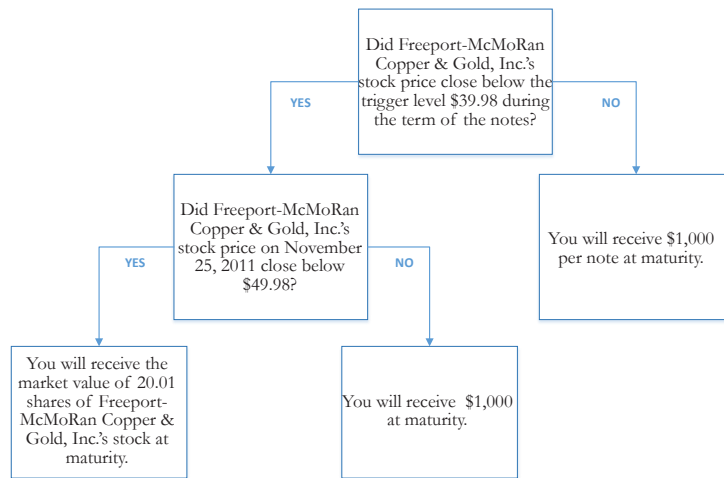 Did Freeport-McMoRan
Copper & Gold, Inc.'s
stock price close below the
trigger level $39.98 during
the term of the notes?
YES
NO
Did Freeport-McMoRan
Copper & Gold, Inc.'s
stock price on November
25, 2011 close below
$49.98?
You will receive $1,000
per note at maturity.
YES
NO
You will receive the
market value of 20.01
shares of Freeport-
McMoRan Copper &
Gold, Inc.'s stock at
maturity.
You will receive $1,000
at maturity.